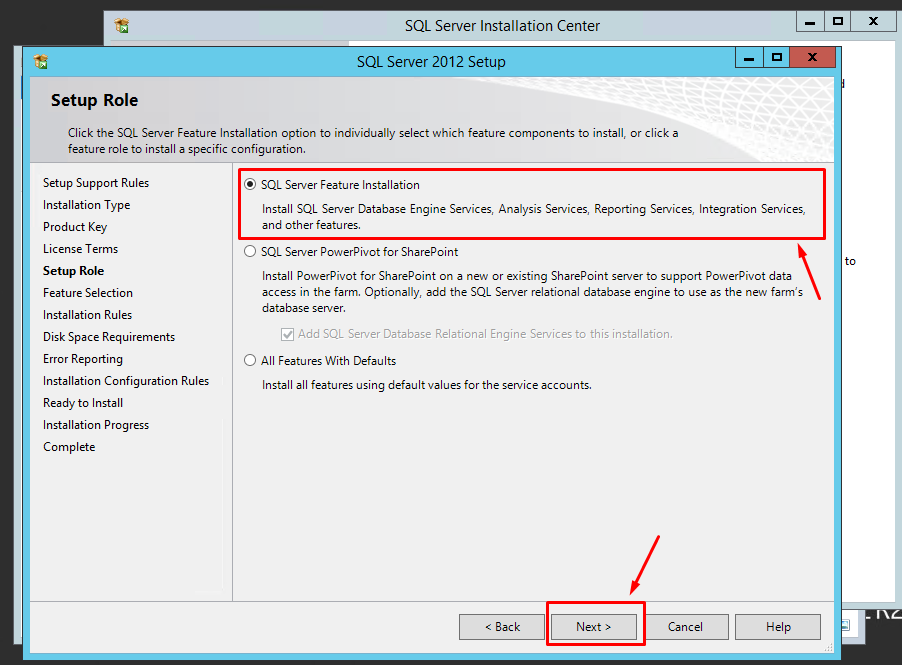 SQL Server Installation Center
SQL Server 2012 Setup
Setup Role
Click the SQL Server Feature Installation option to individually select which feature components to install, or click a
feature role to install a specific configuration.
Setup Support Rules
Installation Type
Product Key
License Terms
Setup Role
Feature Selection
Installation Rules
Disk Space Requirements
Error Reporting
Installation Configuration Rules
Ready to Install
Installation Progress
Complete
SQL Server Feature Installation
Install SQL Server Database Engine Services, Analysis Services, Reporting Services, Integration Services,
and other features.
SQL Server PowerPivot for SharePoint
Install PowerPivot for SharePoint on a new or existing SharePoint server to support PowerPivot data
access in the farm. Optionally, add the SQL Server relational database engine to use as the new farm's
database server.
Add SQL Server Database Relational Engine Services to this installation.
All Features With Defaults
Install all features using default values for the service accounts.
to
< Back
Next >
Cancel
Help